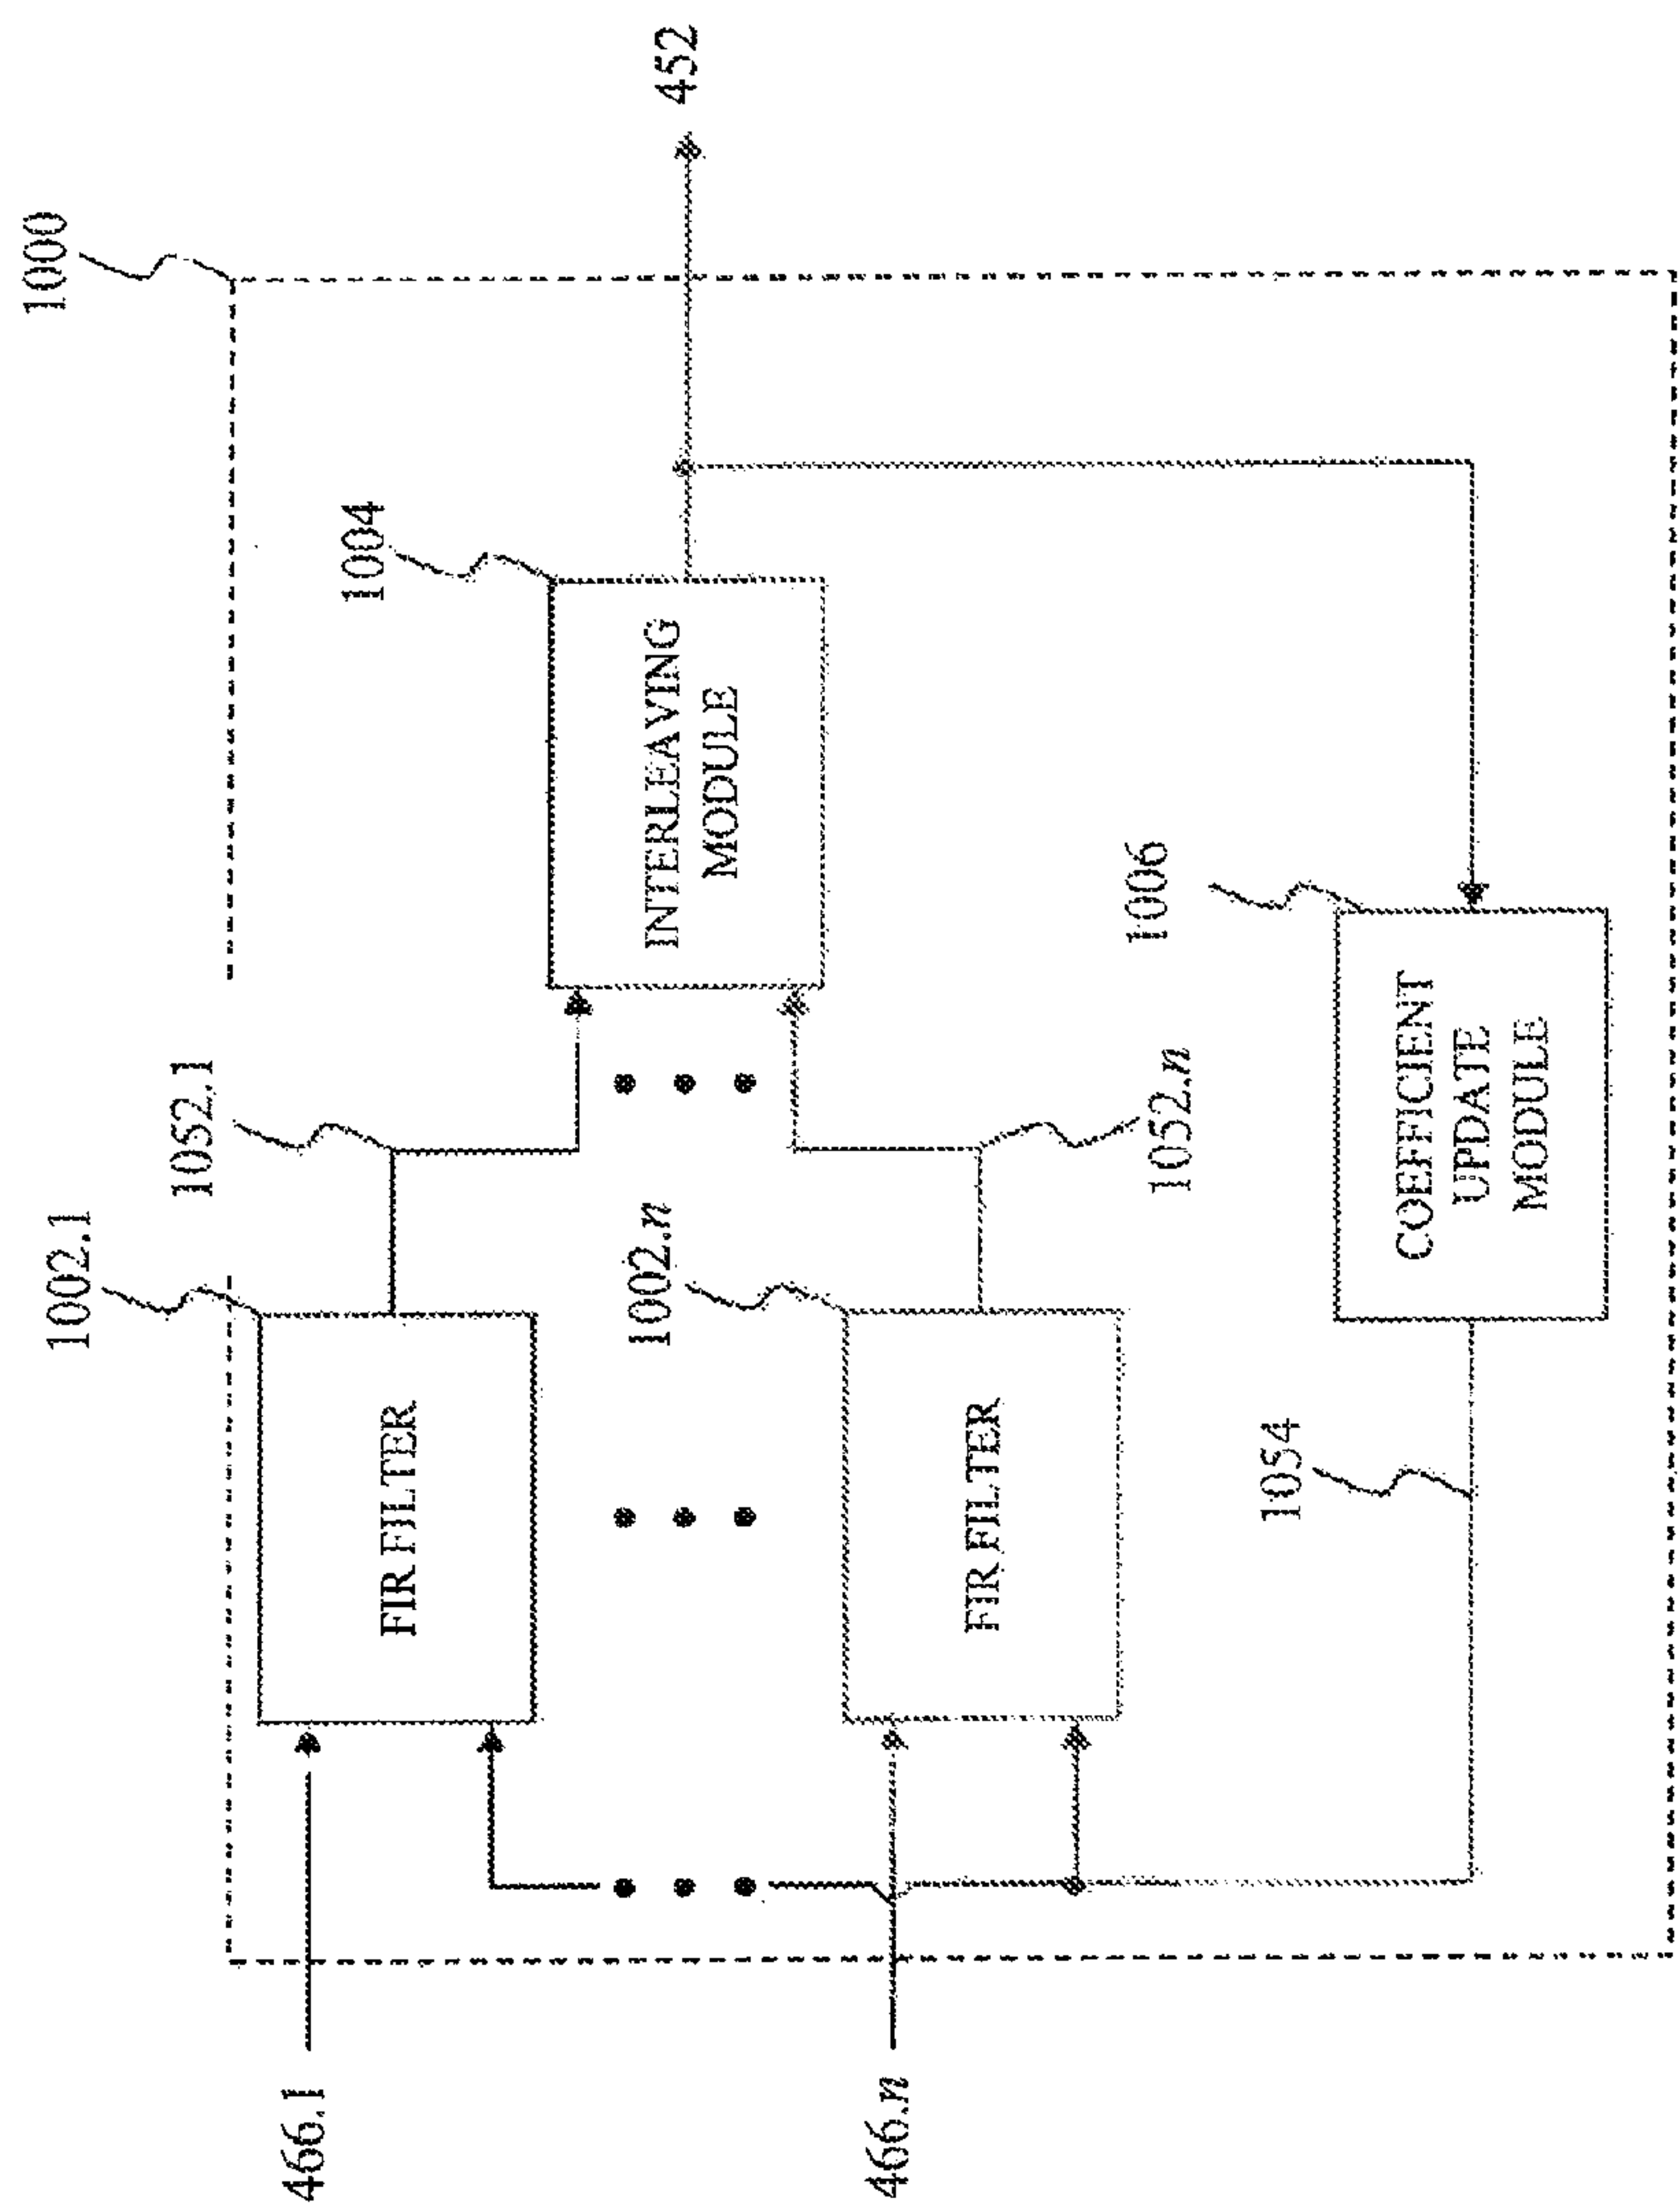 1000
1002.1
1052.1
1004
466.1
FIR FILTER
INTERLEAVING
MODULE
452
1002.n
1052.n
466.n
FIR FILTER
1006
1054
COEFFICIENT
UPDATE
MODULE